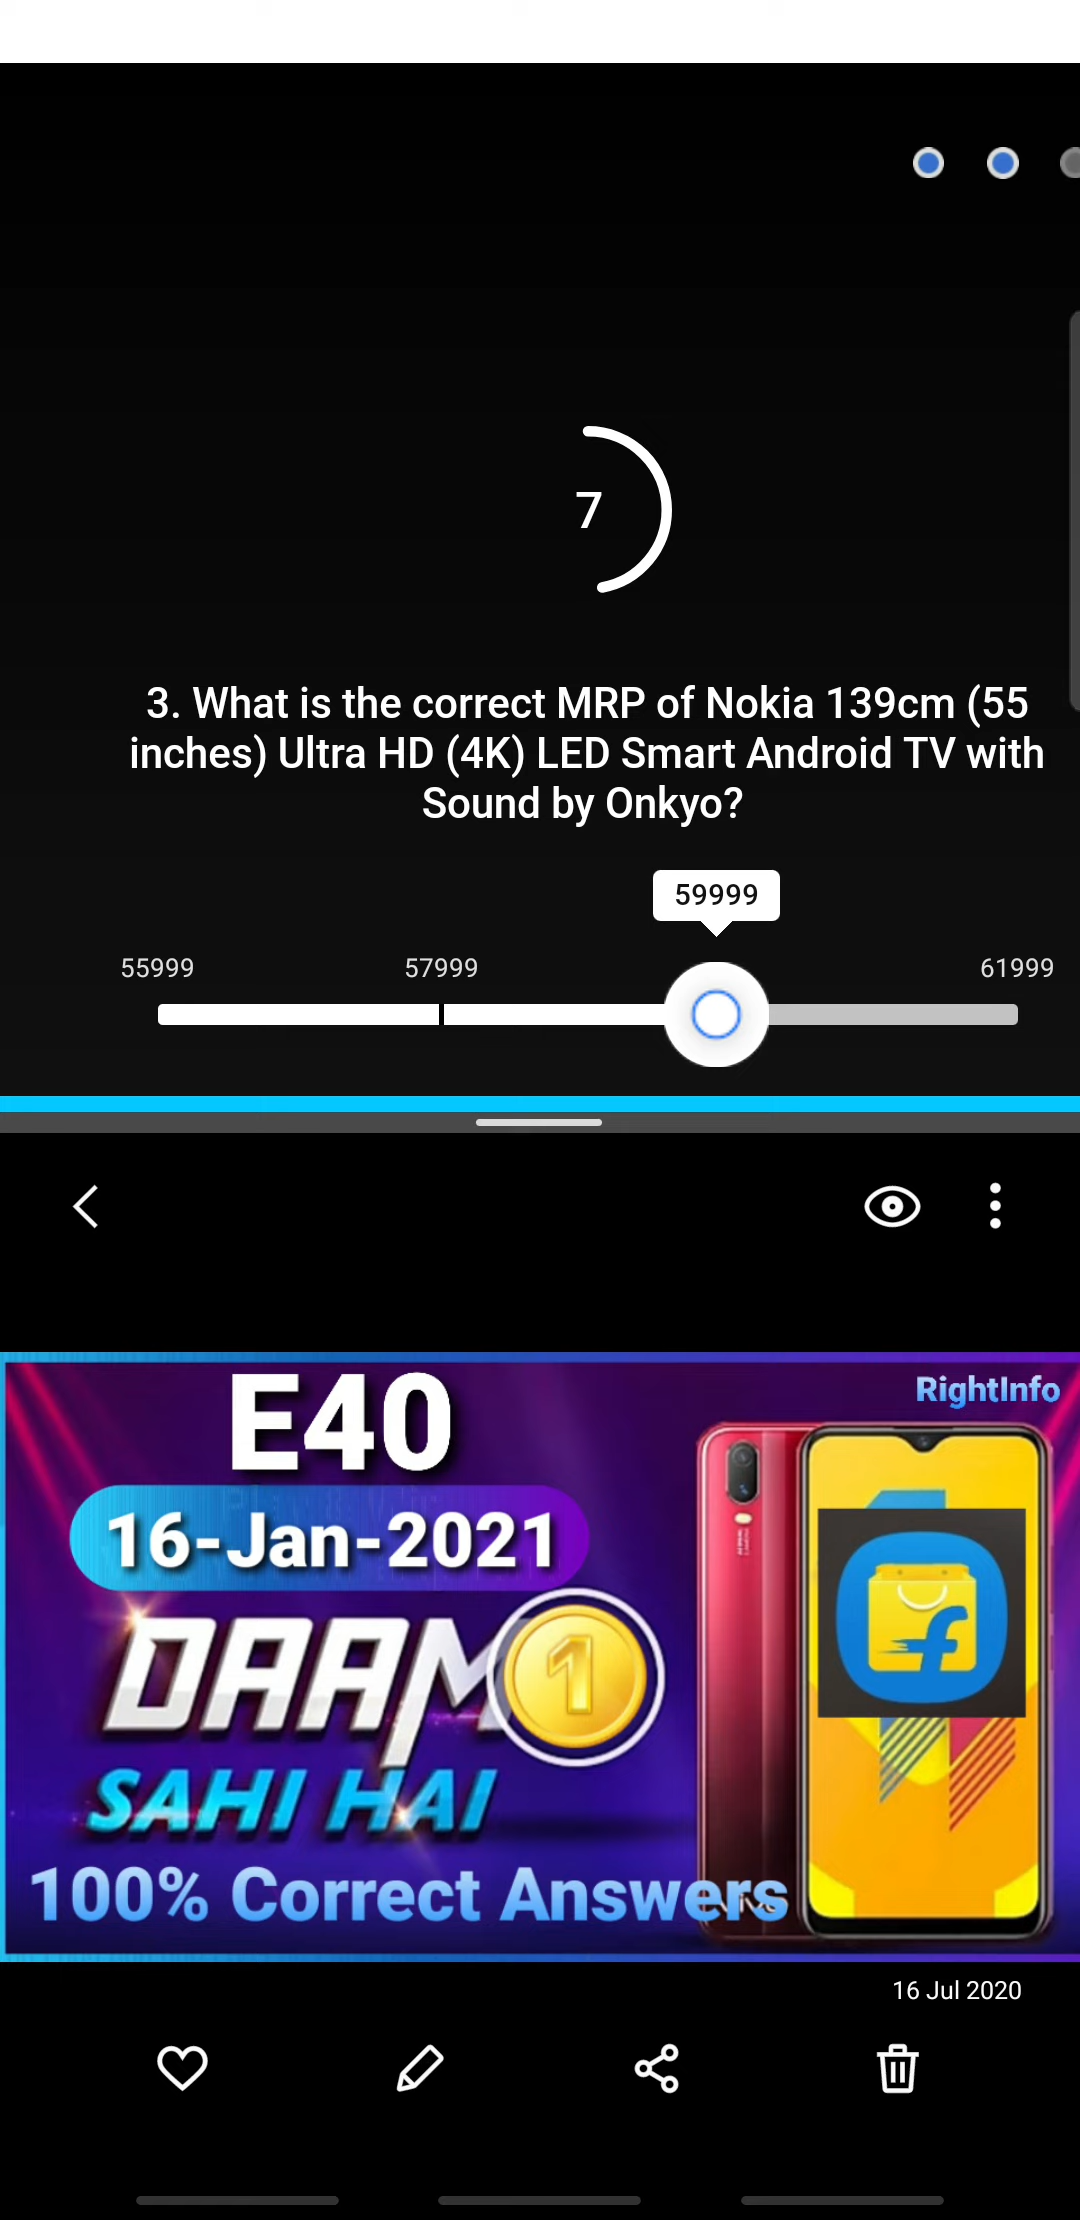 7
3. What is the correct MRP of Nokia 139cm (55
inches) Ultra HD (4K) LED Smart Android TV with
Sound by Onkyo?
59999
55999 57999 61999
E40
RightInfo
16-Jan-2021
DAAM 1
SAHI HAI
100% Correct Answers
16 Jul 2020